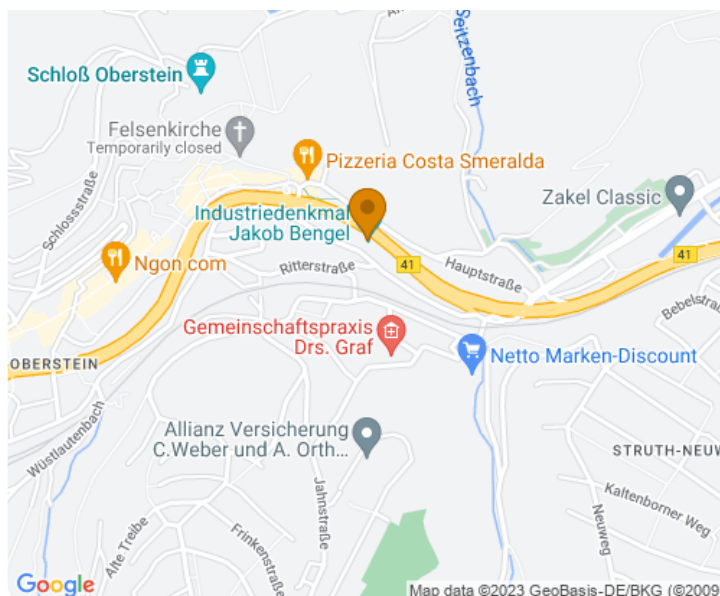 Seitzenbach
Schloß Oberstein
Felsenkirche
Temporarily closed
Pizzeria Costa Smeralda
Zakel Classic
Schlossstraße
Industriedenkmal
Jakob Bengel
41
41
Hauptstraße
Ngon com
Ritterstraße
Bebelstraß
Gemeinschaftspraxis
Drs. Graf
Netto Marken-Discount
OBERSTEIN
Wüstlautenbach
Allianz Versicherung
C.Weber und A. Orth...
STRUTH-NEUW
Jahnstraße
Kaltenborner Weg
Neuweg
Alte Treibe
Frinkenstraße
Google
Map data ©2023 GeoBasis-DE/BKG (©2009